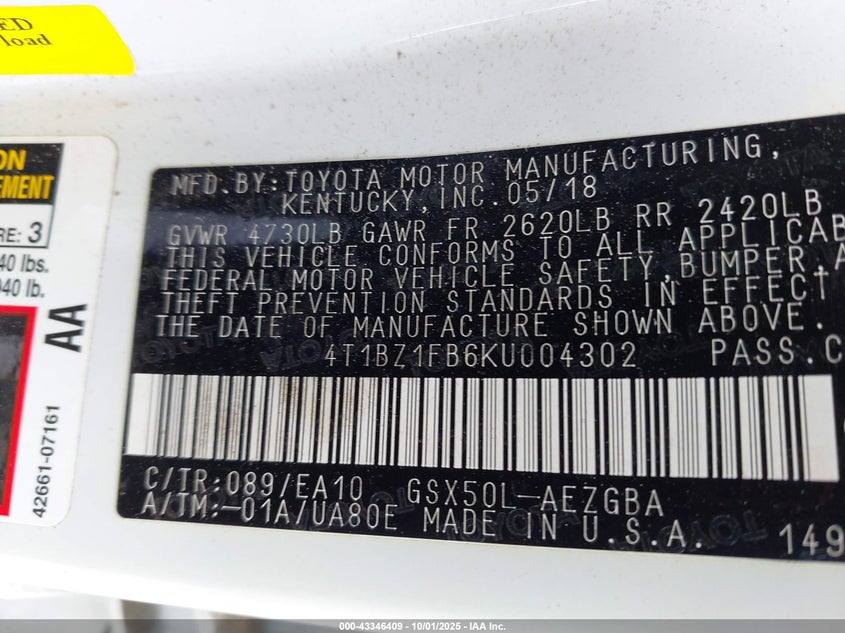 ED
load
ON
EMENT
RE: 3
40 lbs.
040 lb.
AA
42661-07161
MFD. BY: TOYOTA MOTOR MANUFACTURING,
KENTUCKY, INC. 05/18
GVWR 4730LB GAWR FR 2620LB RR 2420LB
THIS VEHICLE CONFORMS TO ALL APPLICAB
FEDERAL MOTOR VEHICLE SAFETY, BUMPER, A
THEFT PREVENTION STANDARDS IN EFFECT
THE DATE OF MANUFACTURE SHOWN ABOVE.
4T1BZ1FB6KU004302 PASS. C
C/TR: 089/EA10 GSX50L-AEZGBA
A/TM: -01A/UA80E MADE IN U.S.A. 149
000-43346409 - 10/01/2025 - IAA Inc.